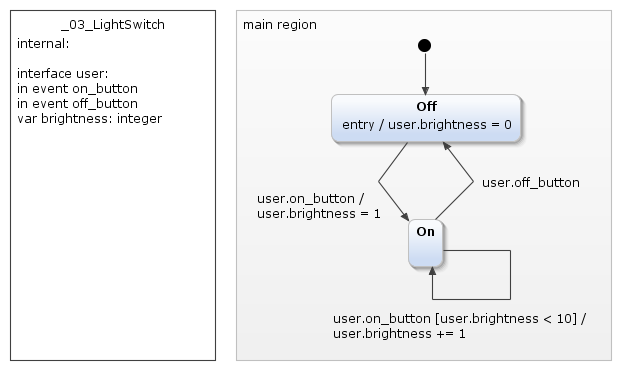 _03_LightSwitch
internal:
interface user:
in event on_button
in event off_button
var brightness: integer
main region
Off
entry / user.brightness = 0
user.on_button /
user.brightness = 1
user.off_button
On
user.on_button [user.brightness < 10] /
user.brightness += 1